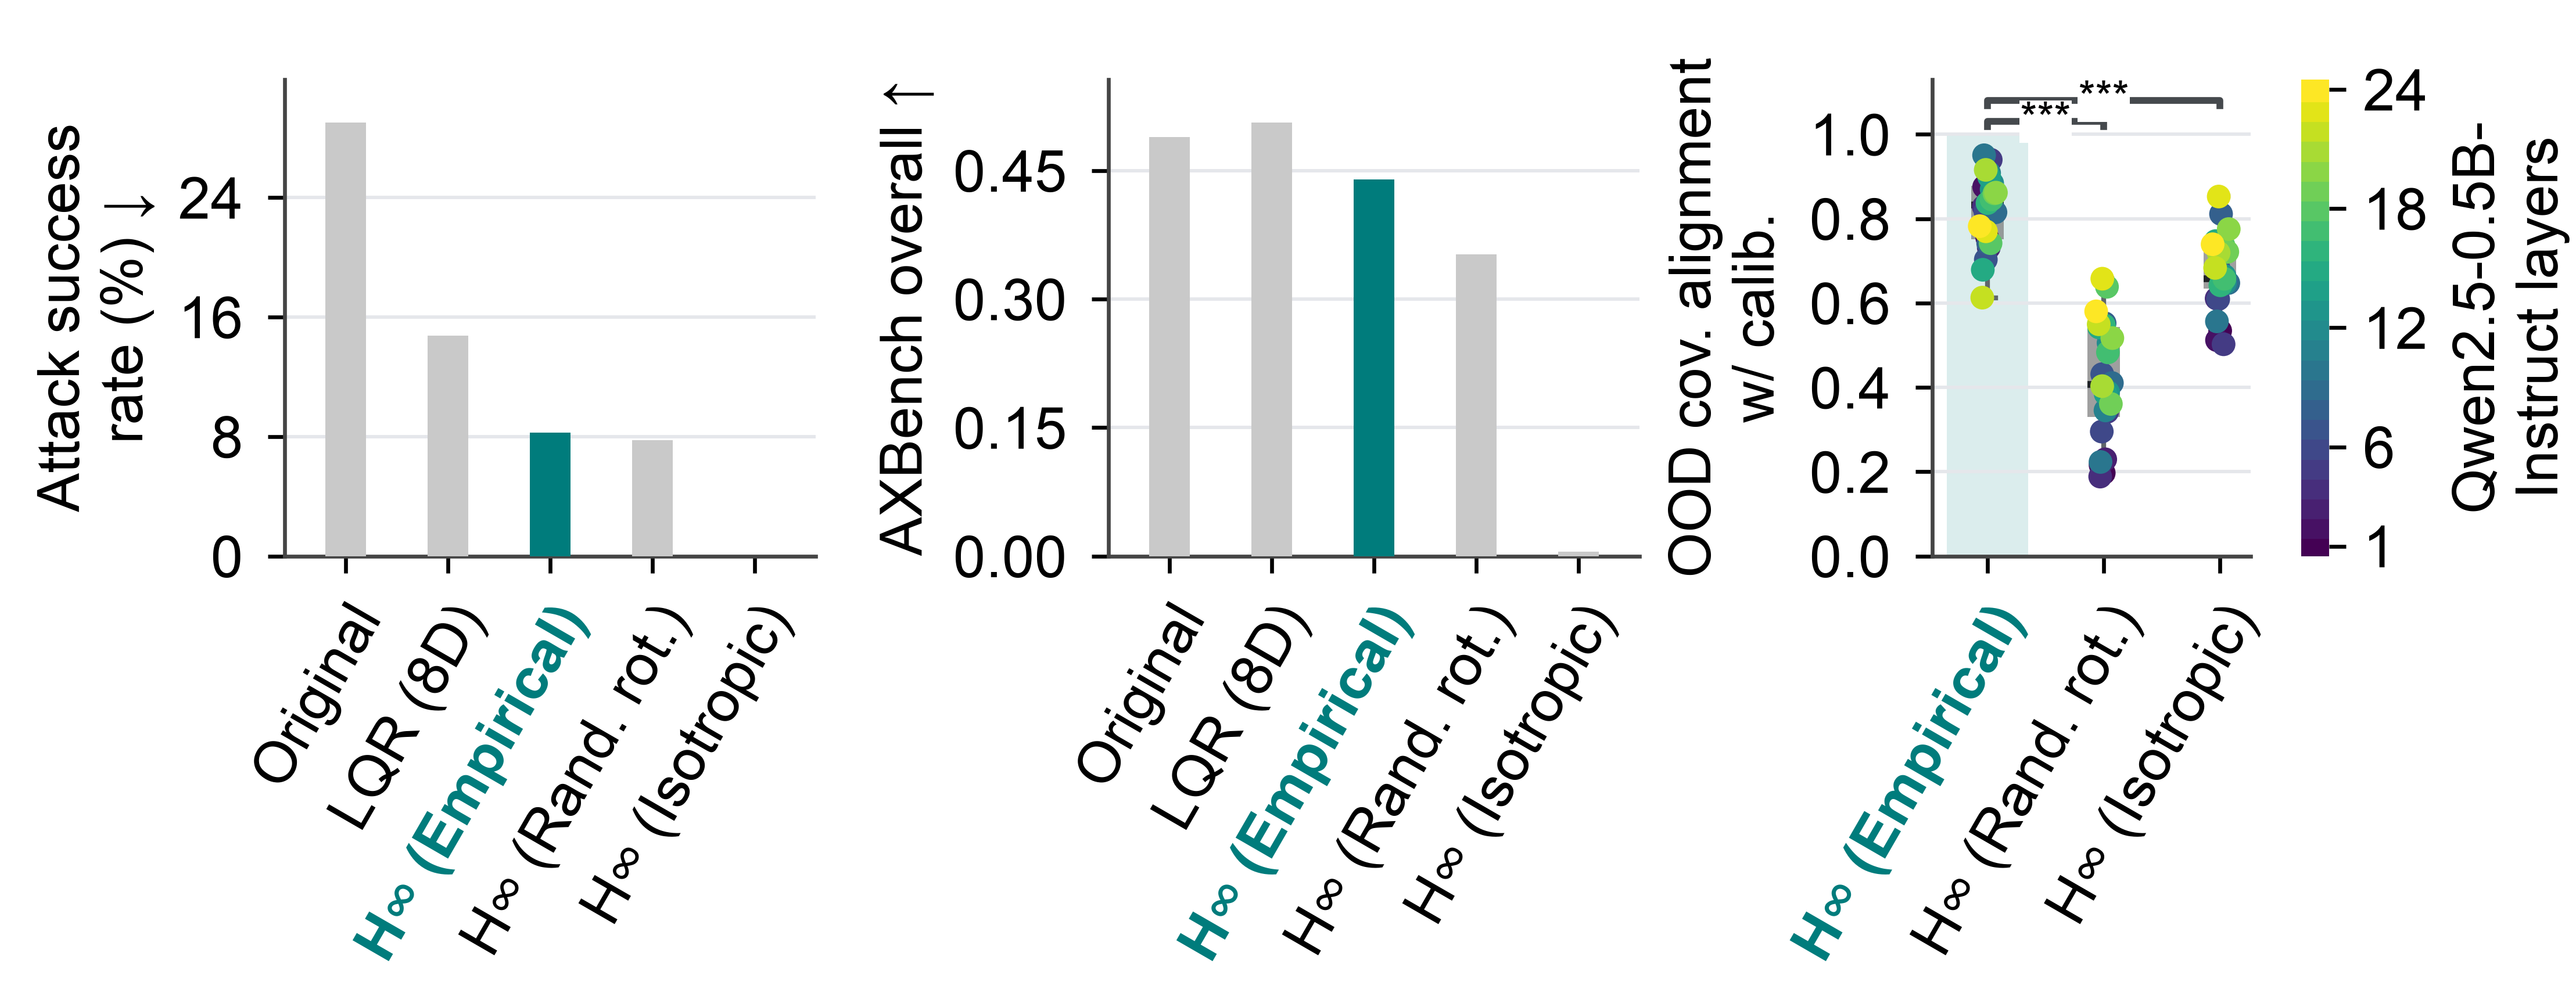 Attack success
rate (%) ↓
24
16
8
0
Original
LQR (8D)
H∞ (Empirical)
H∞ (Rand. rot.)
H∞ (Isotropic)
AXBench overall ↑
0.45
0.30
0.15
0.00
Original
LQR (8D)
H∞ (Empirical)
H∞ (Rand. rot.)
H∞ (Isotropic)
OOD cov. alignment
w/ calib.
1.0
0.8
0.6
0.4
0.2
0.0
***
***
H∞ (Empirical)
H∞ (Rand. rot.)
H∞ (Isotropic)
24
18
12
6
1
Qwen2.5-0.5B-
Instruct layers